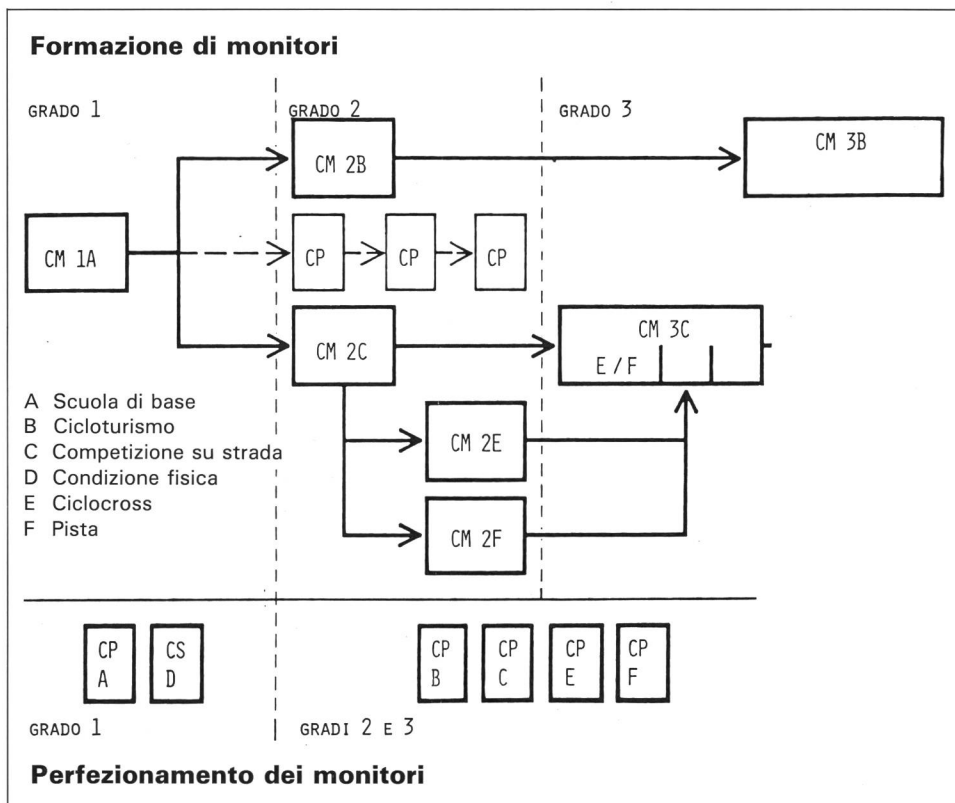 Formazione di monitori
GRADO 1
GRADO 2
GRADO 3
CM 2B
CM 3B
CM 1A
CP
CP
CP
CM 2C
CM 3C
E/F
CM 2E
CM 2F
A Scuola di base
B Cicloturismo
C Competizione su strada
D Condizione fisica
E Ciclocross
F Pista
CP
A
CS
D
CP
B
CP
C
CP
E
CP
F
GRADO 1
GRADI 2 E 3
Perfezionamento dei monitori